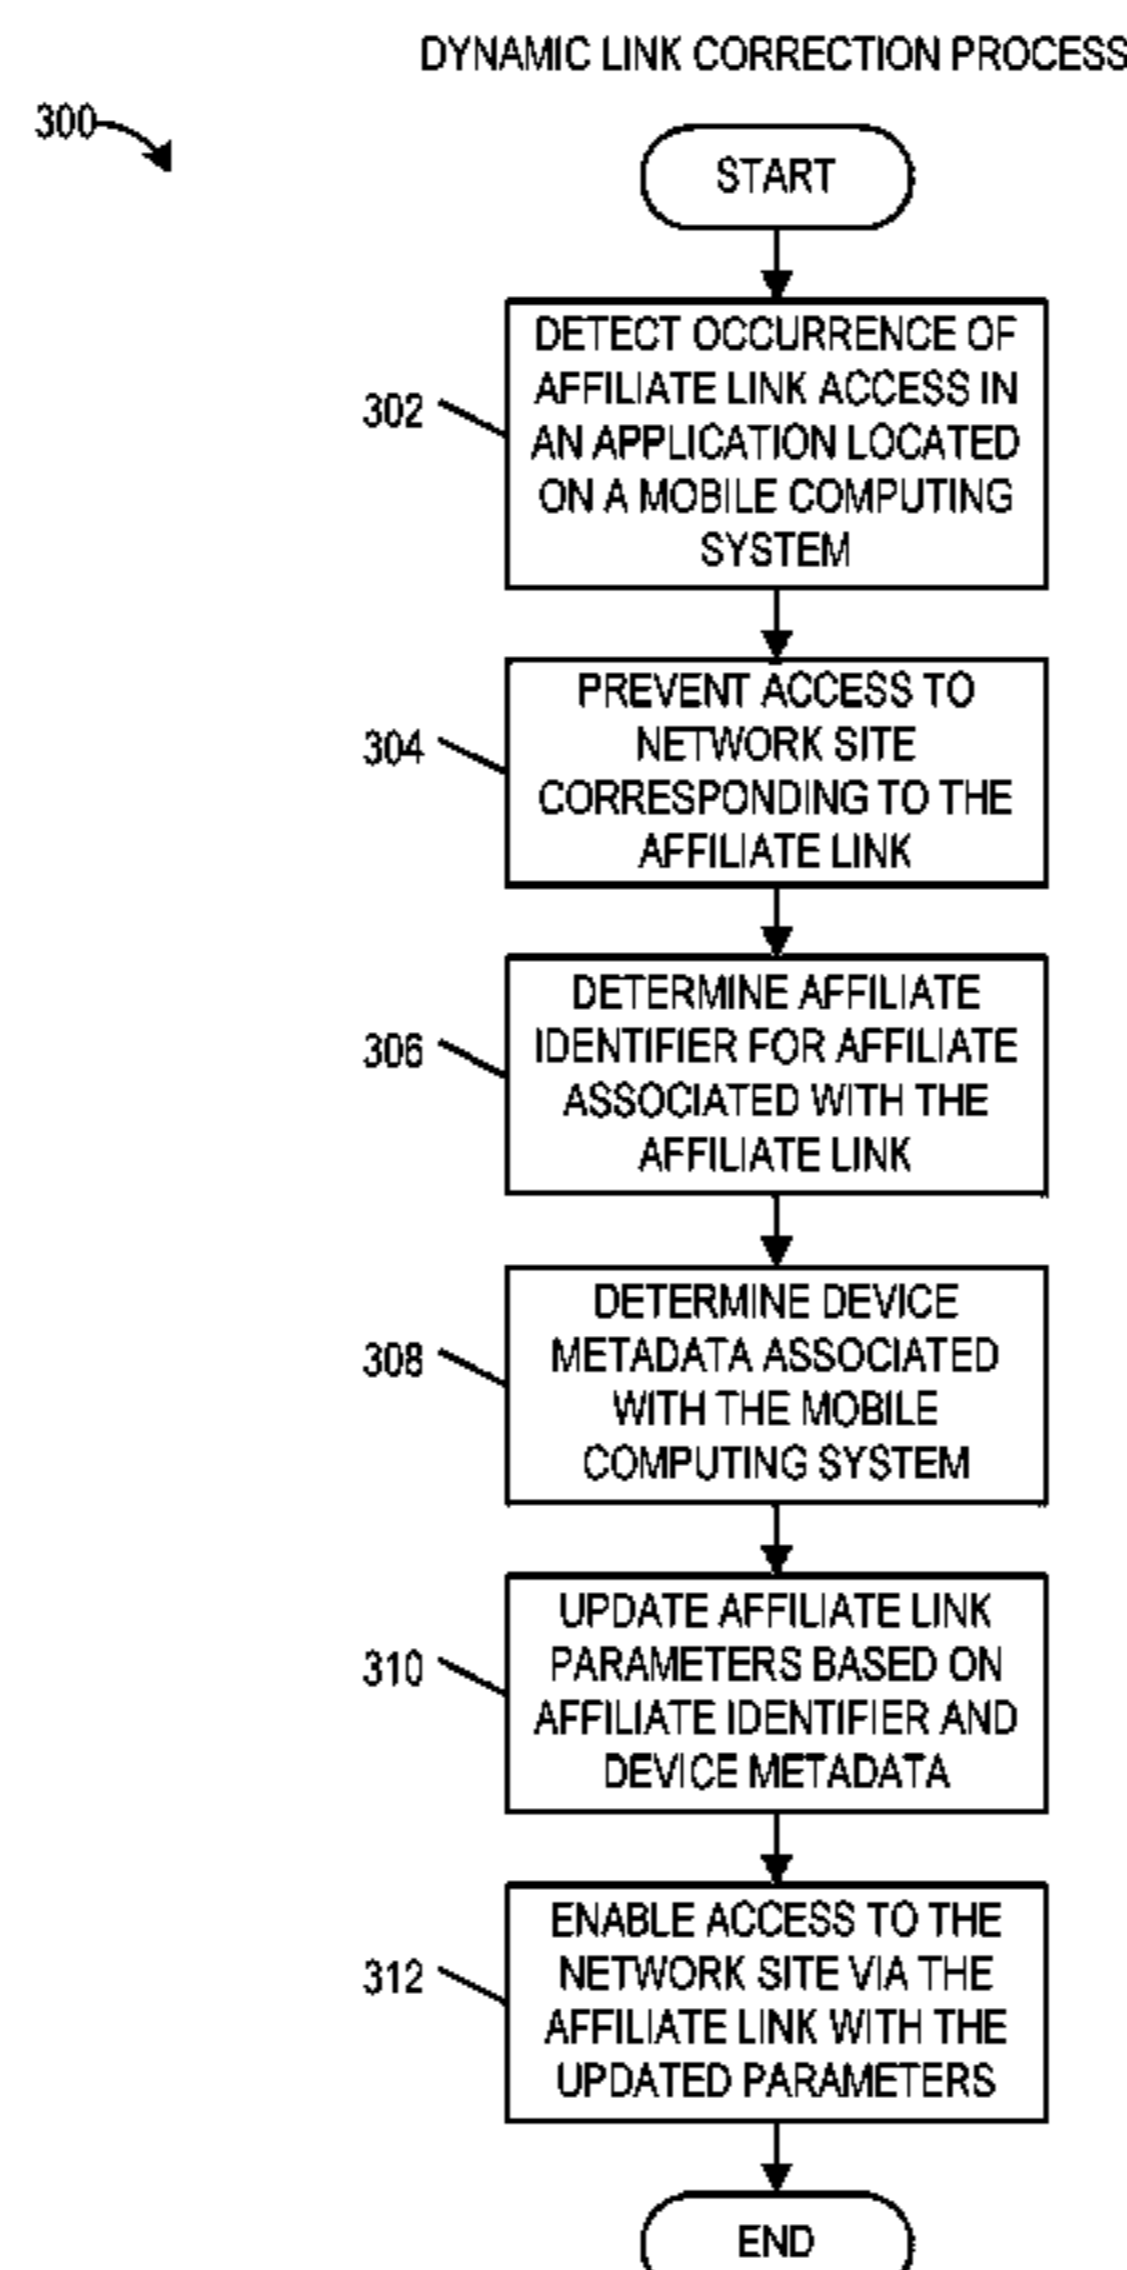 DYNAMIC LINK CORRECTION PROCESS
300
START
302
DETECT OCCURRENCE OF
AFFILIATE LINK ACCESS IN
AN APPLICATION LOCATED
ON A MOBILE COMPUTING
SYSTEM
304
PREVENT ACCESS TO
NETWORK SITE
CORRESPONDING TO THE
AFFILIATE LINK
306
DETERMINE AFFILIATE
IDENTIFIER FOR AFFILIATE
ASSOCIATED WITH THE
AFFILIATE LINK
308
DETERMINE DEVICE
METADATA ASSOCIATED
WITH THE MOBILE
COMPUTING SYSTEM
310
UPDATE AFFILIATE LINK
PARAMETERS BASED ON
AFFILIATE IDENTIFIER AND
DEVICE METADATA
312
ENABLE ACCESS TO THE
NETWORK SITE VIA THE
AFFILIATE LINK WITH THE
UPDATED PARAMETERS
END